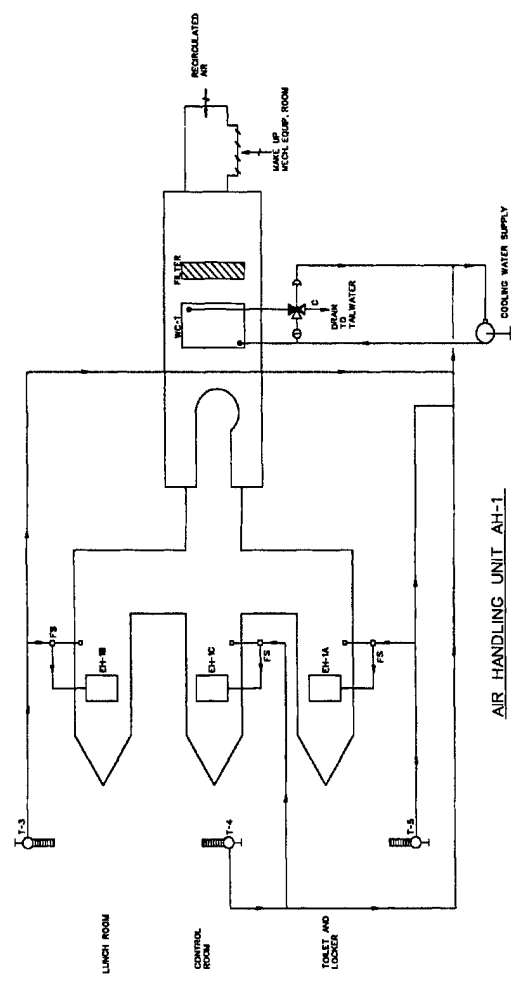 RECIRCULATED
AIR
MAKE UP
MECH. EQUIP. ROOM
FILTER
WC-1
C
DRAIN
TO
TAILWATER
COOLING WATER SUPPLY
FS
EH-1B
EH-1C
FS
EH-1A
FS
T-3
T-4
T-5
LUNCH ROOM
CONTROL
ROOM
TOILET AND
LOCKER
AIR HANDLING UNIT AH-1